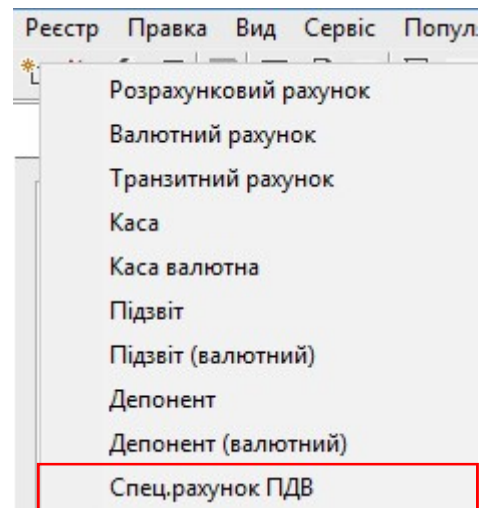 Реєстр Правка Вид Сервіс Попул
Розрахунковий рахунок
Валютний рахунок
Транзитний рахунок
Каса
Каса валютна
Підзвіт
Підзвіт (валютний)
Депонент
Депонент (валютний)
Спец.рахунок ПДВ